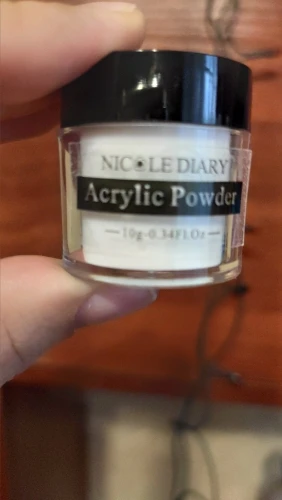 NICOLE DIARY
Acrylic Powder
10g-0.34Fl.Oz